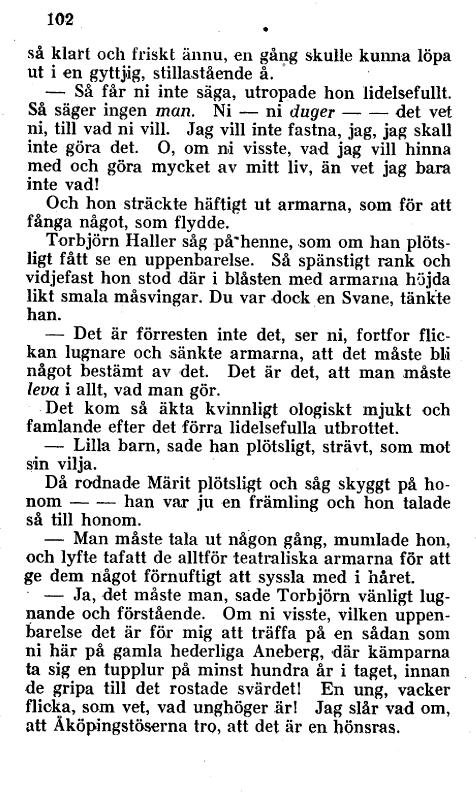 102
så klart och friskt ännu, en gång skulle kunna löpa
ut i en gyttjig, stillastående å.
— Så får ni inte säga, utropade hon lidelsefullt.
Så säger ingen man. Ni — ni duger — — det vet
ni, till vad ni vill. Jag vill inte fastna, jag, jag skall
inte göra det. O, om ni visste, vad jag vill hinna
med och göra mycket av mitt liv, än vet jag bara
inte vad!
Och hon sträckte häftigt ut armarna, som för att
fånga något, som flydde.
Torbjörn Haller såg på henne, som om han plöts-
ligt fått se en uppenbarelse. Så spänstigt rank och
vidjefast hon stod där i blåsten med armarna höjda
likt smala måsvingar. Du var dock en Svane, tänkte
han.
— Det är förresten inte det, ser ni, fortfor flic-
kan lugnare och sänkte armarna, att det måste bli
något bestämt av det. Det är det, att man måste
leva i allt, vad man gör.
Det kom så äkta kvinnligt ologiskt mjukt och
famlande efter det förra lidelsefulla utbrottet.
— Lilla barn, sade han plötsligt, strävt, som mot
sin vilja.
Då rodnade Märit plötsligt och såg skyggt på ho-
nom — — han var ju en främling och hon talade
så till honom.
— Man måste tala ut någon gång, mumlade hon,
och lyfte tafatt de alltför teatraliska armarna för att
ge dem något förnuftigt att syssla med i håret.
— Ja, det måste man, sade Torbjörn vänligt lug-
nande och förstående. Om ni visste, vilken uppen-
barelse det är för mig att träffa på en sådan som
ni här på gamla hederliga Aneberg, där kämparna
ta sig en tupplur på minst hundra år i taget, innan
de gripa till det rostade svärdet! En ung, vacker
flicka, som vet, vad unghöger är! Jag slår vad om,
att Åköpingstöserna tro, att det är en hönsras.